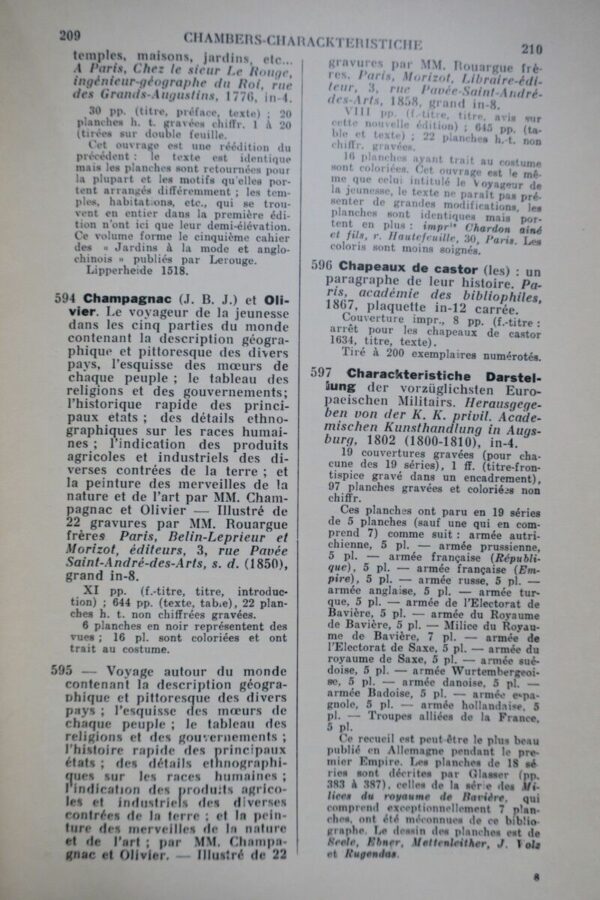 209
CHAMBERS-CHARACKTERISTICHE
210
temples, maisons, jardins, etc...
A Paris, Chez le sieur Le Rouge,
ingénieur-géographe du Roi, rue
des Grands-Augustins, 1776, in-4.
30 pp. (titre, préface, texte) ; 20
planches h. t. gravées chiffr. 1 à 20
(tirées sur double feuille.
Cet ouvrage est une réédition du
précédent : le texte est identique
mais les planches sont retournées pour
la plupart et les motifs qu'elles por-
tent arrangés différemment ; les tem-
ples, habitations, etc., qui se trou-
vent en entier dans la première édi-
tion n'ont ici que leur demi-élévation.
Ce volume forme le cinquième cahier
des « Jardins à la mode et anglo-
chinois » publiés par Lerouge.
Lipperheide 1518.
594 Champagnac (J. B. J.) et Oli-
vier. Le voyageur de la jeunesse
dans les cinq parties du monde
contenant la description géogra-
phique et pittoresque des divers
pays, l'esquisse des mœurs de
chaque peuple ; le tableau des
religions et des gouvernements;
l'historique rapide des princi-
paux etats ; des détails ethno-
graphiques sur les races humai-
nes ; l'indication des produits
agricoles et industriels des di-
verses contrées de la terre ; et
la peinture des merveilles de la
nature et de l'art par MM. Cham-
pagnac et Olivier — Illustré de
22 gravures par MM. Rouargue
frères Paris, Belin-Leprieur et
Morizot, éditeurs, 3, rue Pavée
Saint-André-des-Arts, s. d. (1850),
grand in-8.
XI pp. (f.-titre, titre, introduc-
tion) ; 644 pp. (texte, table), 22 plan-
ches h. t. non chiffrées gravées.
6 planches en noir représentent des
vues ; 16 pl. sont coloriées et ont
trait au costume.
595 — Voyage autour du monde
contenant la description géogra-
phique et pittoresque des divers
pays ; l'esquisse des mœurs de
chaque peuple ; le tableau des
religions et des gouvernements ;
l'histoire rapide des principaux
états ; des détails ethnographi-
ques sur les races humaines ;
l'indication des produits agrico-
les et industriels des diverses
contrées de la terre ; et la pein-
ture des merveilles de la nature
et de l'art ; par MM. Champa-
gnac et Olivier. — Illustré de 22
gravures par MM. Rouargue frè-
res. Paris, Morizot, Libraire-édi-
teur, 3, rue Pavée-Saint-André-
des-Arts, 1858, grand in-8.
VIII pp. (f.-titre, titre, avis sur
cette nouvelle édition) ; 645 pp. (ta-
ble et texte) ; 22 planches h.-t. non
chiffr. gravées.
16 planches ayant trait au costume
sont coloriées. Cet ouvrage est le mê-
me que celui intitulé le Voyageur de
la jeunesse, le texte ne paraît pas pré-
senter de grandes modifications, les
planches sont identiques mais por-
tent en plus : imprie Chardon aîné
et fils, r. Hautefeuille, 30, Paris. Les
coloris sont moins soignés.
596 Chapeaux de castor (les) : un
paragraphe de leur histoire. Pa-
ris, académie des bibliophiles,
1867, plaquette in-12 carrée.
Couverture impr., 8 pp. (f.-titre :
arrêt pour les chapeaux de castor
1634, titre, texte).
Tiré à 200 exemplaires numérotés.
597 Charackteristiche Darstel-
lung der vorzüglichsten Euro-
paeischen Militairs. Herausgege-
ben von der K. K. privil. Acade-
mischen Kunsthandlung in Augs-
burg, 1802 (1800-1810), in-4.
19 couvertures gravées (pour cha-
cune des 19 séries), 1 ff. (titre-fron-
tispice gravé dans un encadrement),
97 planches gravées et coloriées non
chiffr.
Ces planches ont paru en 19 séries
de 5 planches (sauf une qui en com-
prend 7) comme suit : armée autri-
chienne, 5 pl. — armée prussienne,
5 pl. — armée française (Républi-
que), 5 pl. — armée française (Em-
pire), 5 pl. — armée russe, 5 pl. —
armée anglaise, 5 pl. — armée tur-
que, 5 pl. — armée de l'Electorat de
Bavière, 5 pl. — armée du Royaume
de Bavière, 5 pl. — Milice du Royau-
me de Bavière, 7 pl. — armée de
l'Electorat de Saxe, 5 pl. — armée du
royaume de Saxe, 5 pl. — armée sué-
doise, 5 pl. — armée Wurtembergeoi-
se, 5 pl. — armée danoise, 5 pl. —
armée Badoise, 5 pl. — armée espa-
gnole, 5 pl. — armée hollandaise, 5
pl. — Troupes alliées de la France,
5 pl.
Ce recueil est peut-être le plus beau
publié en Allemagne pendant le pre-
mier Empire. Les planches de 18 sé-
ries sont décrites par Glasser (pp.
383 à 387), celles de la série des Mi-
lices du royaume de Bavière, qui
comprend exceptionnellement 7 plan-
ches, ont été méconnues de ce biblio-
graphe. Le dessin des planches est de
Seele, Ebner, Mettenleither, J. Volz
et Rugendas.
8